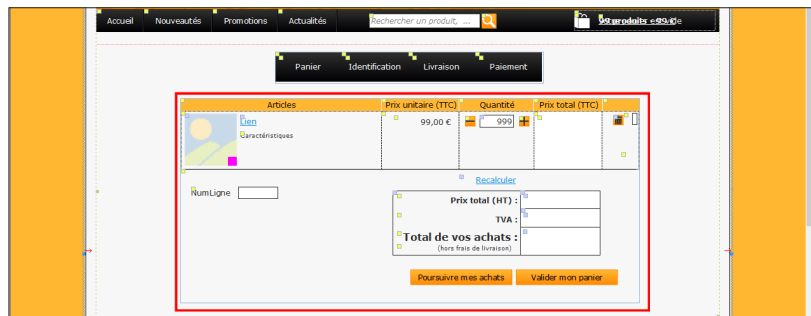 Accueil Nouveautés Promotions Actualités Rechercher un produit, ...
Panier Identification Livraison Paiement
Articles Prix unitaire (TTC) Quantité Prix total (TTC)
Lien 99,00 € 999
Caractéristiques
Recalculer
NumLigne
Prix total (HT) :
TVA :
Total de vos achats :
(hors frais de livraison)
Poursuivre mes achats Valider mon panier